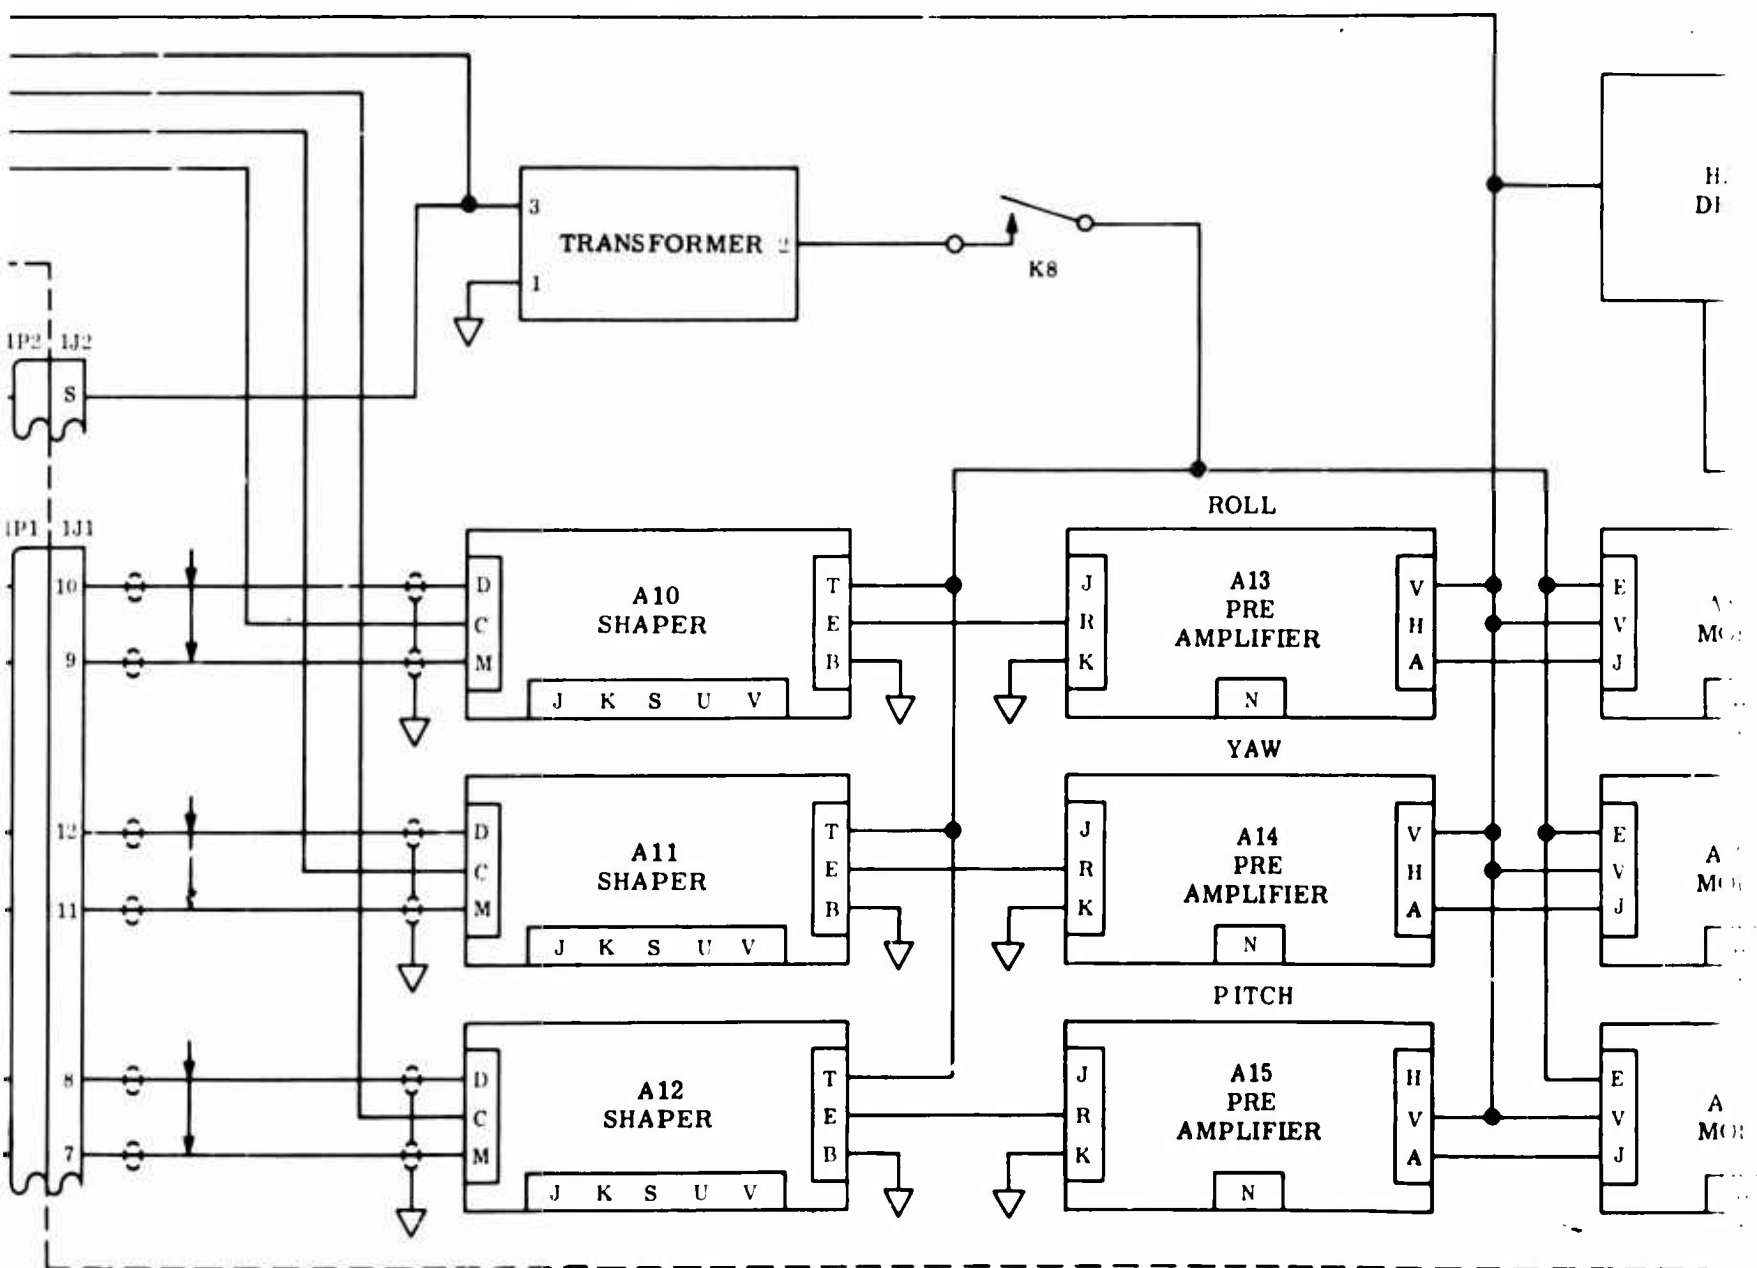 3
TRANSFORMER 2
1
K8
1P2 1J2
S
1P1 1J1
ROLL
10
9
D
C
M
A10
SHAPER
J K S U V
T
E
B
J
R
K
A13
PRE
AMPLIFIER
N
V
H
A
E
V
J
YAW
12
11
D
C
M
A11
SHAPER
J K S U V
T
E
B
J
R
K
A14
PRE
AMPLIFIER
N
V
H
A
E
V
J
PITCH
8
7
D
C
M
A12
SHAPER
J K S U V
T
E
B
J
R
K
A15
PRE
AMPLIFIER
N
H
V
A
E
V
J